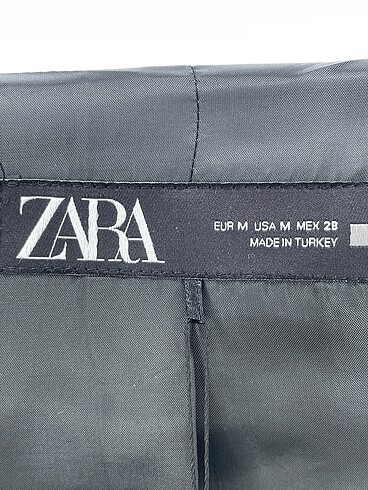 ZARA
EUR M USA M MEX 28
MADE IN TURKEY